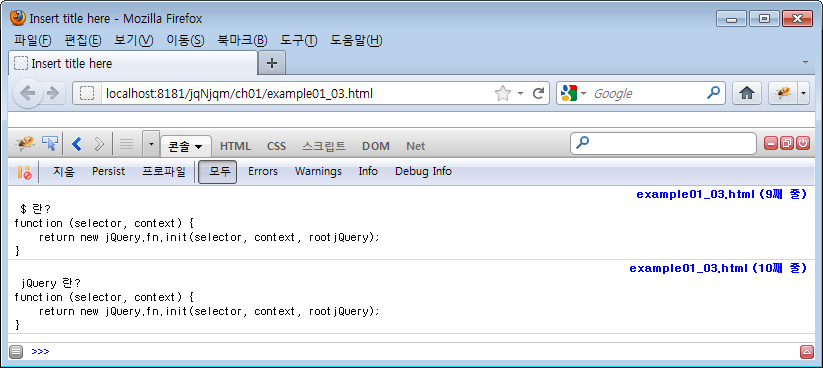 Insert title here - Mozilla Firefox
파일(F) 편집(E) 보기(V) 이동(S) 북마크(B) 도구(T) 도움말(H)
Insert title here
localhost:8181/jqNjqm/ch01/example01_03.html Google
콘솔 HTML CSS 스크립트 DOM Net
지움 Persist 프로파일 모두 Errors Warnings Info Debug Info
example01_03.html (9째 줄)
$ 란?
function (selector, context) {
    return new jQuery.fn.init(selector, context, rootjQuery);
}
example01_03.html (10째 줄)
jQuery 란?
function (selector, context) {
    return new jQuery.fn.init(selector, context, rootjQuery);
}
>>>